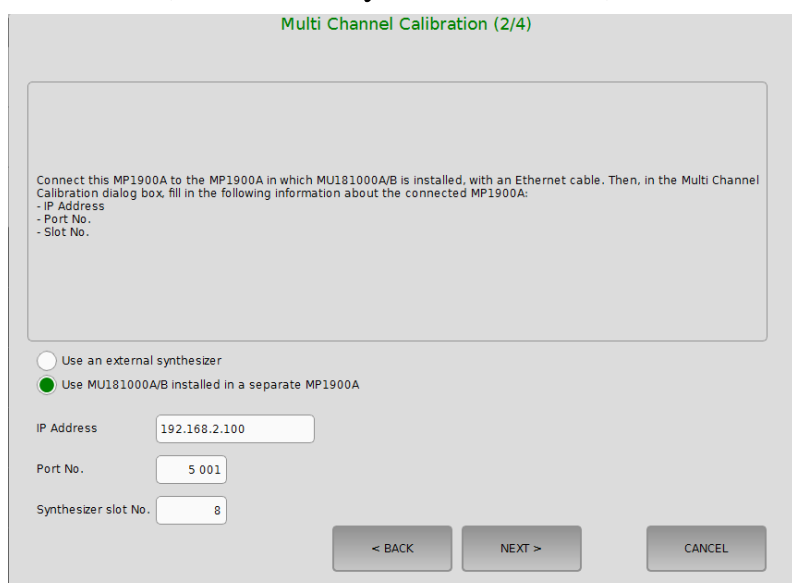 Multi Channel Calibration (2/4)
Connect this MP1900A to the MP1900A in which MU181000A/B is installed, with an Ethernet cable. Then, in the Multi Channel
Calibration dialog box, fill in the following information about the connected MP1900A:
- IP Address
- Port No.
- Slot No.
Use an external synthesizer
Use MU181000A/B installed in a separate MP1900A
IP Address 192.168.2.100
Port No. 5 001
Synthesizer slot No. 8
< BACK NEXT > CANCEL